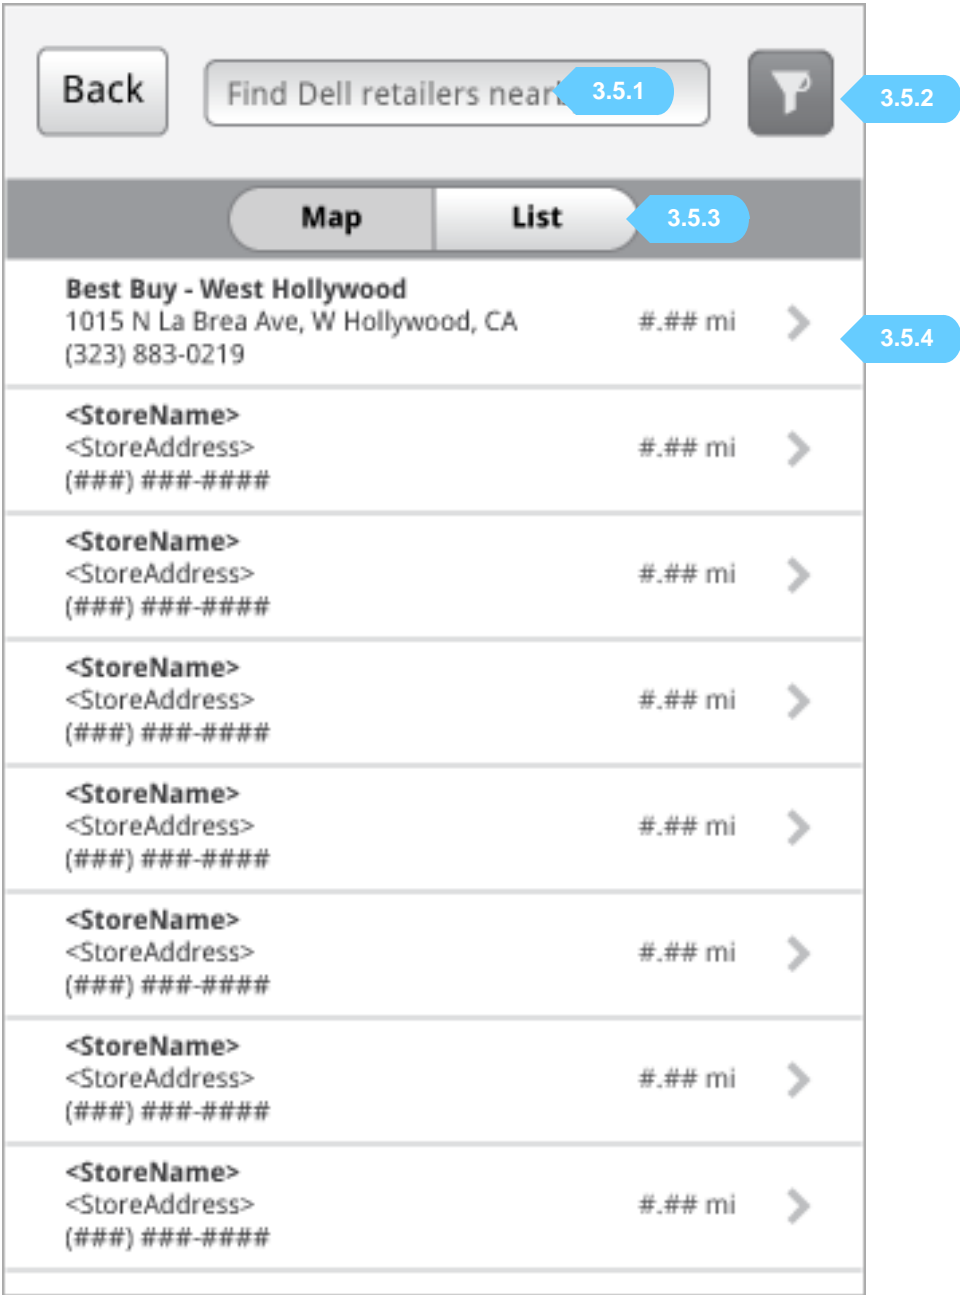 Back
Find Dell retailers near
3.5.1
3.5.2
Map
List
3.5.3
Best Buy - West Hollywood
1015 N La Brea Ave, W Hollywood, CA
(323) 883-0219
#.## mi
3.5.4
<StoreName>
<StoreAddress>
(###) ###-####
#.## mi
<StoreName>
<StoreAddress>
(###) ###-####
#.## mi
<StoreName>
<StoreAddress>
(###) ###-####
#.## mi
<StoreName>
<StoreAddress>
(###) ###-####
#.## mi
<StoreName>
<StoreAddress>
(###) ###-####
#.## mi
<StoreName>
<StoreAddress>
(###) ###-####
#.## mi
<StoreName>
<StoreAddress>
(###) ###-####
#.## mi